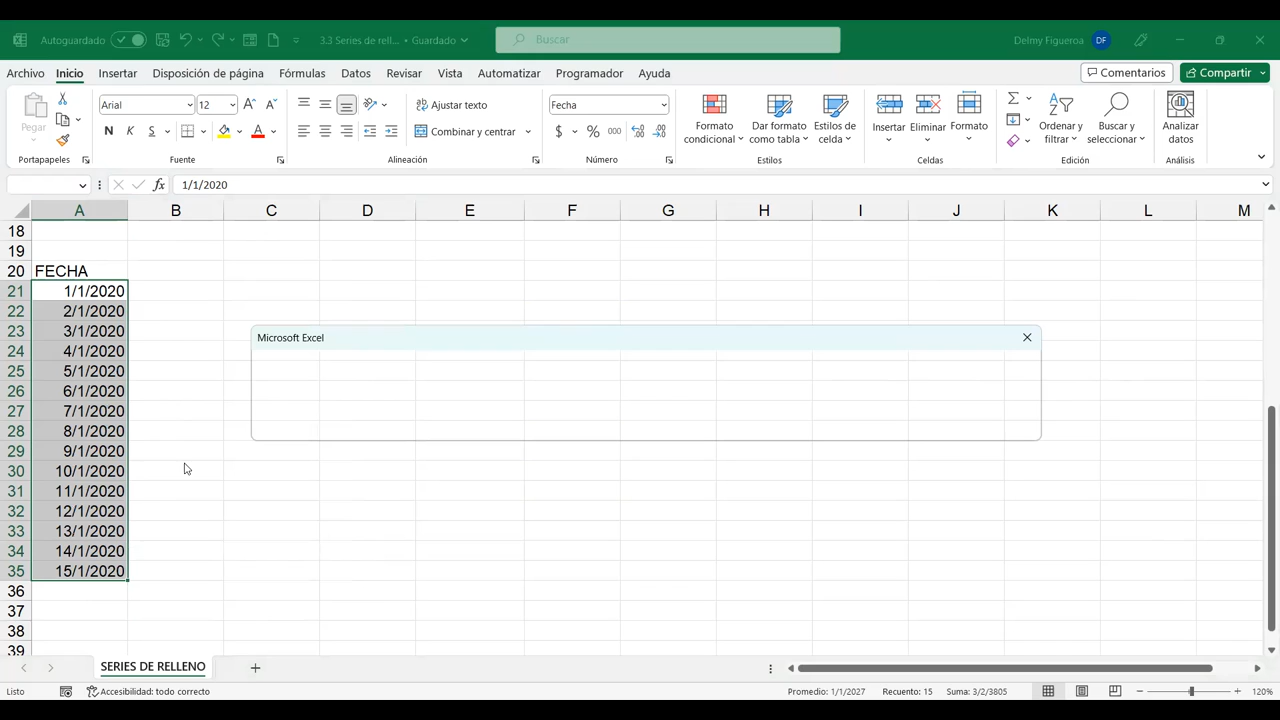 Autoguardado
3.3 Series de rell... • Guardado
Buscar
Delmy Figueroa
DF
Archivo
Inicio
Insertar
Disposición de página
Fórmulas
Datos
Revisar
Vista
Automatizar
Programador
Ayuda
Comentarios
Compartir
Pegar
Portapapeles
Arial
12
N K S
Fuente
Ajustar texto
Combinar y centrar
Alineación
Fecha
$ % 000
Número
Formato
condicional
Dar formato
como tabla
Estilos de
celda
Estilos
Insertar
Eliminar
Formato
Celdas
Ordenar y
filtrar
Buscar y
seleccionar
Edición
Analizar
datos
Análisis
fx
1/1/2020
A B C D E F G H I J K L M
18
19
20 FECHA
21 1/1/2020
22 2/1/2020
23 3/1/2020
24 4/1/2020
25 5/1/2020
26 6/1/2020
27 7/1/2020
28 8/1/2020
29 9/1/2020
30 10/1/2020
31 11/1/2020
32 12/1/2020
33 13/1/2020
34 14/1/2020
35 15/1/2020
36
37
38
39
Microsoft Excel
SERIES DE RELLENO
Listo
Accesibilidad: todo correcto
Promedio: 1/1/2027
Recuento: 15
Suma: 3/2/3805
120%